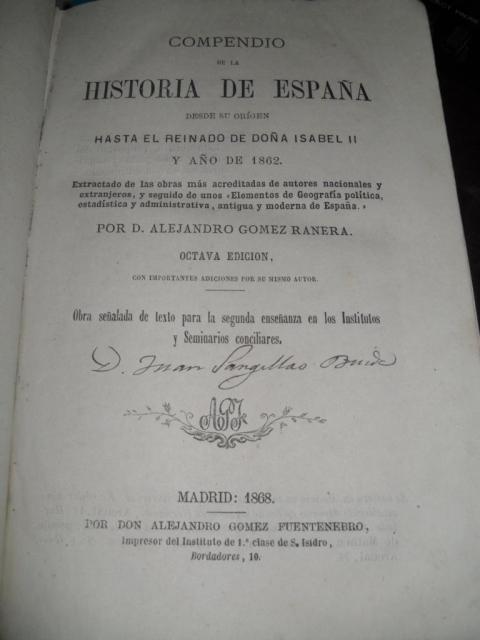 COMPENDIO
DE LA
HISTORIA DE ESPAÑA
DESDE SU ORÍGEN
HASTA EL REINADO DE DOÑA ISABEL II
Y AÑO DE 1862.
Extractado de las obras más acreditadas de autores nacionales y
extranjeros, y seguido de unos «Elementos de Geografía política,
estadística y administrativa, antigua y moderna de España.»
POR D. ALEJANDRO GOMEZ RANERA.
OCTAVA EDICION,
CON IMPORTANTES ADICIONES POR SU MISMO AUTOR.
Obra señalada de texto para la segunda enseñanza en los Institutos
y Seminarios conciliares.
D. Juan
MADRID: 1868.
POR DON ALEJANDRO GOMEZ FUENTENEBRO,
Impresor del Instituto de 1.ª clase de S. Isidro,
Bordadores, 10.